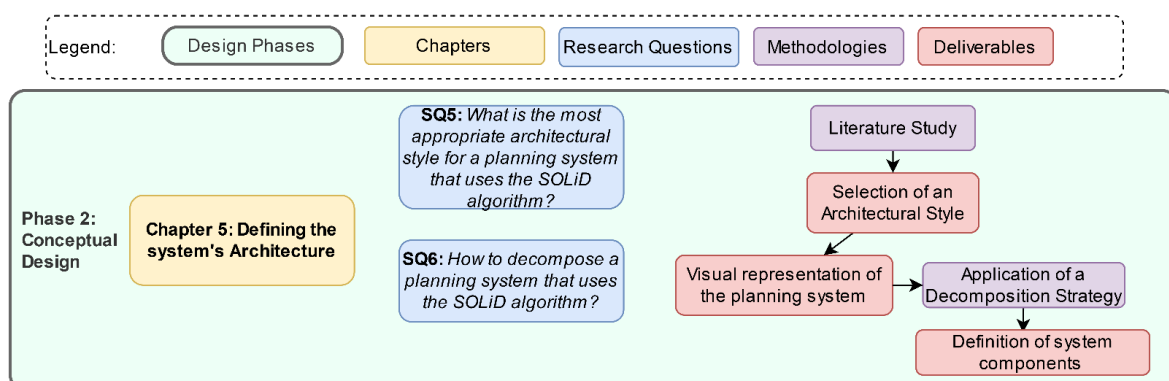 Legend:
Design Phases
Chapters
Research Questions
Methodologies
Deliverables
Phase 2:
Conceptual
Design
Chapter 5: Defining the
system's Architecture
SQ5: What is the most
appropriate architectural
style for a planning system
that uses the SOLiD
algorithm?
SQ6: How to decompose a
planning system that uses
the SOLiD algorithm?
Literature Study
Selection of an
Architectural Style
Visual representation of
the planning system
Application of a
Decomposition Strategy
Definition of system
components